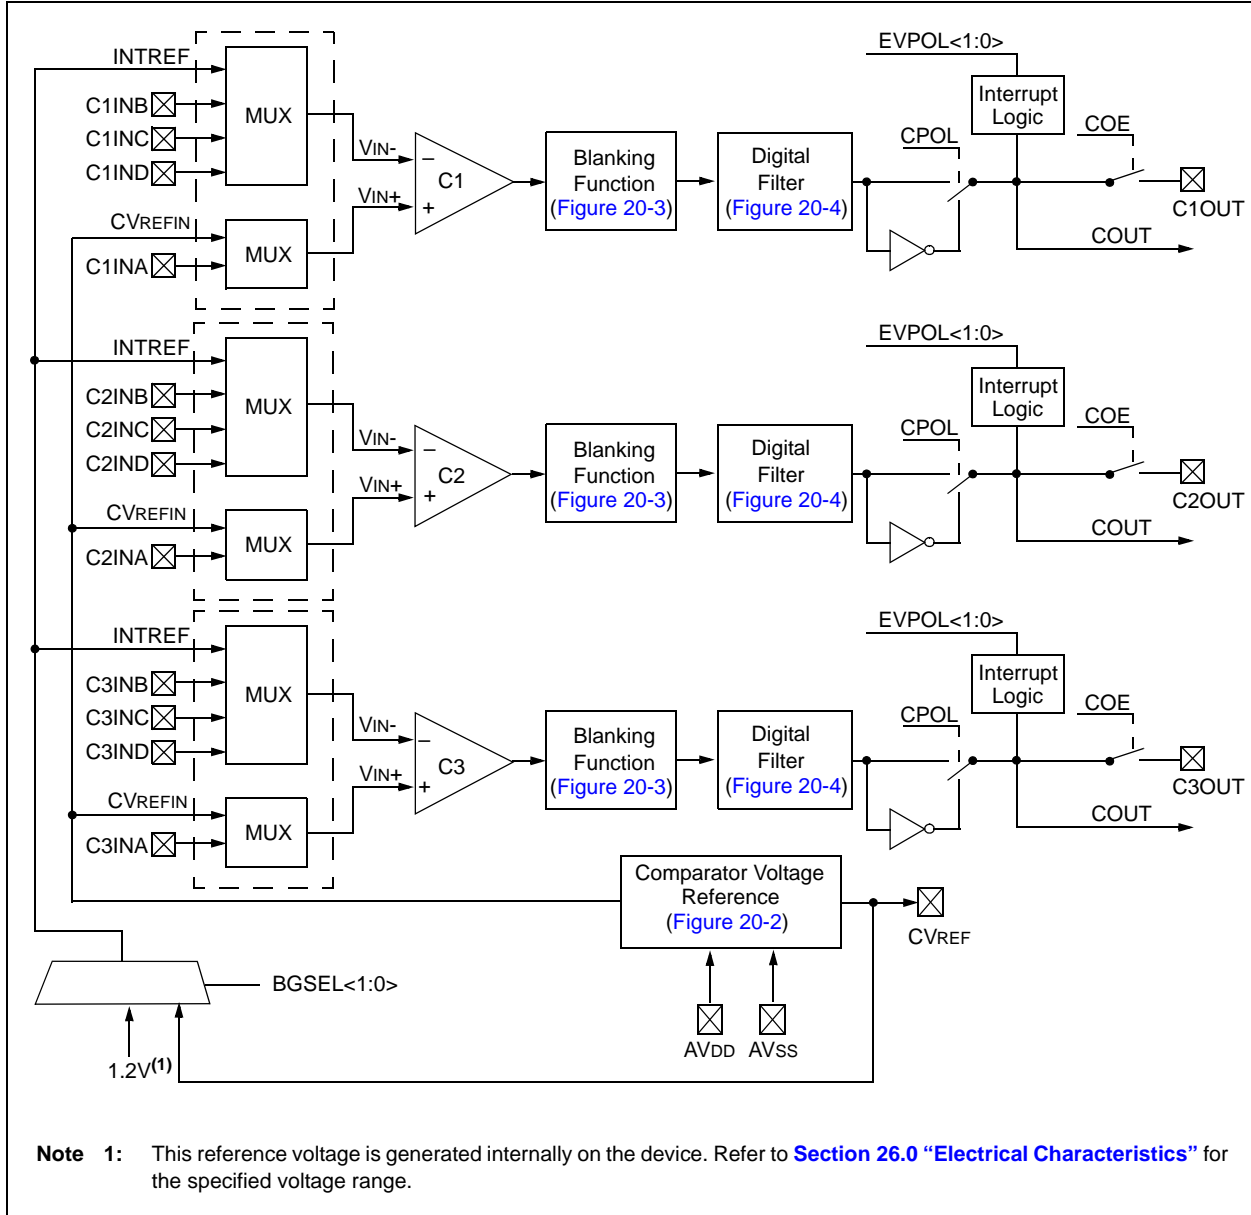 EVPOL<1:0>
INTREF
C1INB
C1INC
C1IND
MUX
VIN-
VIN+
–
+
C1
Blanking
Function
(Figure 20-3)
Digital
Filter
(Figure 20-4)
CPOL
Interrupt
Logic
COE
C1OUT
COUT
CVREFIN
C1INA
MUX
EVPOL<1:0>
INTREF
C2INB
C2INC
C2IND
MUX
VIN-
VIN+
–
+
C2
Blanking
Function
(Figure 20-3)
Digital
Filter
(Figure 20-4)
CPOL
Interrupt
Logic
COE
C2OUT
COUT
CVREFIN
C2INA
MUX
EVPOL<1:0>
INTREF
C3INB
C3INC
C3IND
MUX
VIN-
VIN+
–
+
C3
Blanking
Function
(Figure 20-3)
Digital
Filter
(Figure 20-4)
CPOL
Interrupt
Logic
COE
C3OUT
COUT
CVREFIN
C3INA
MUX
Comparator Voltage
Reference
(Figure 20-2)
CVREF
BGSEL<1:0>
AVDD
AVSS
1.2V(1)
Note 1: This reference voltage is generated internally on the device. Refer to Section 26.0 “Electrical Characteristics” for
the specified voltage range.